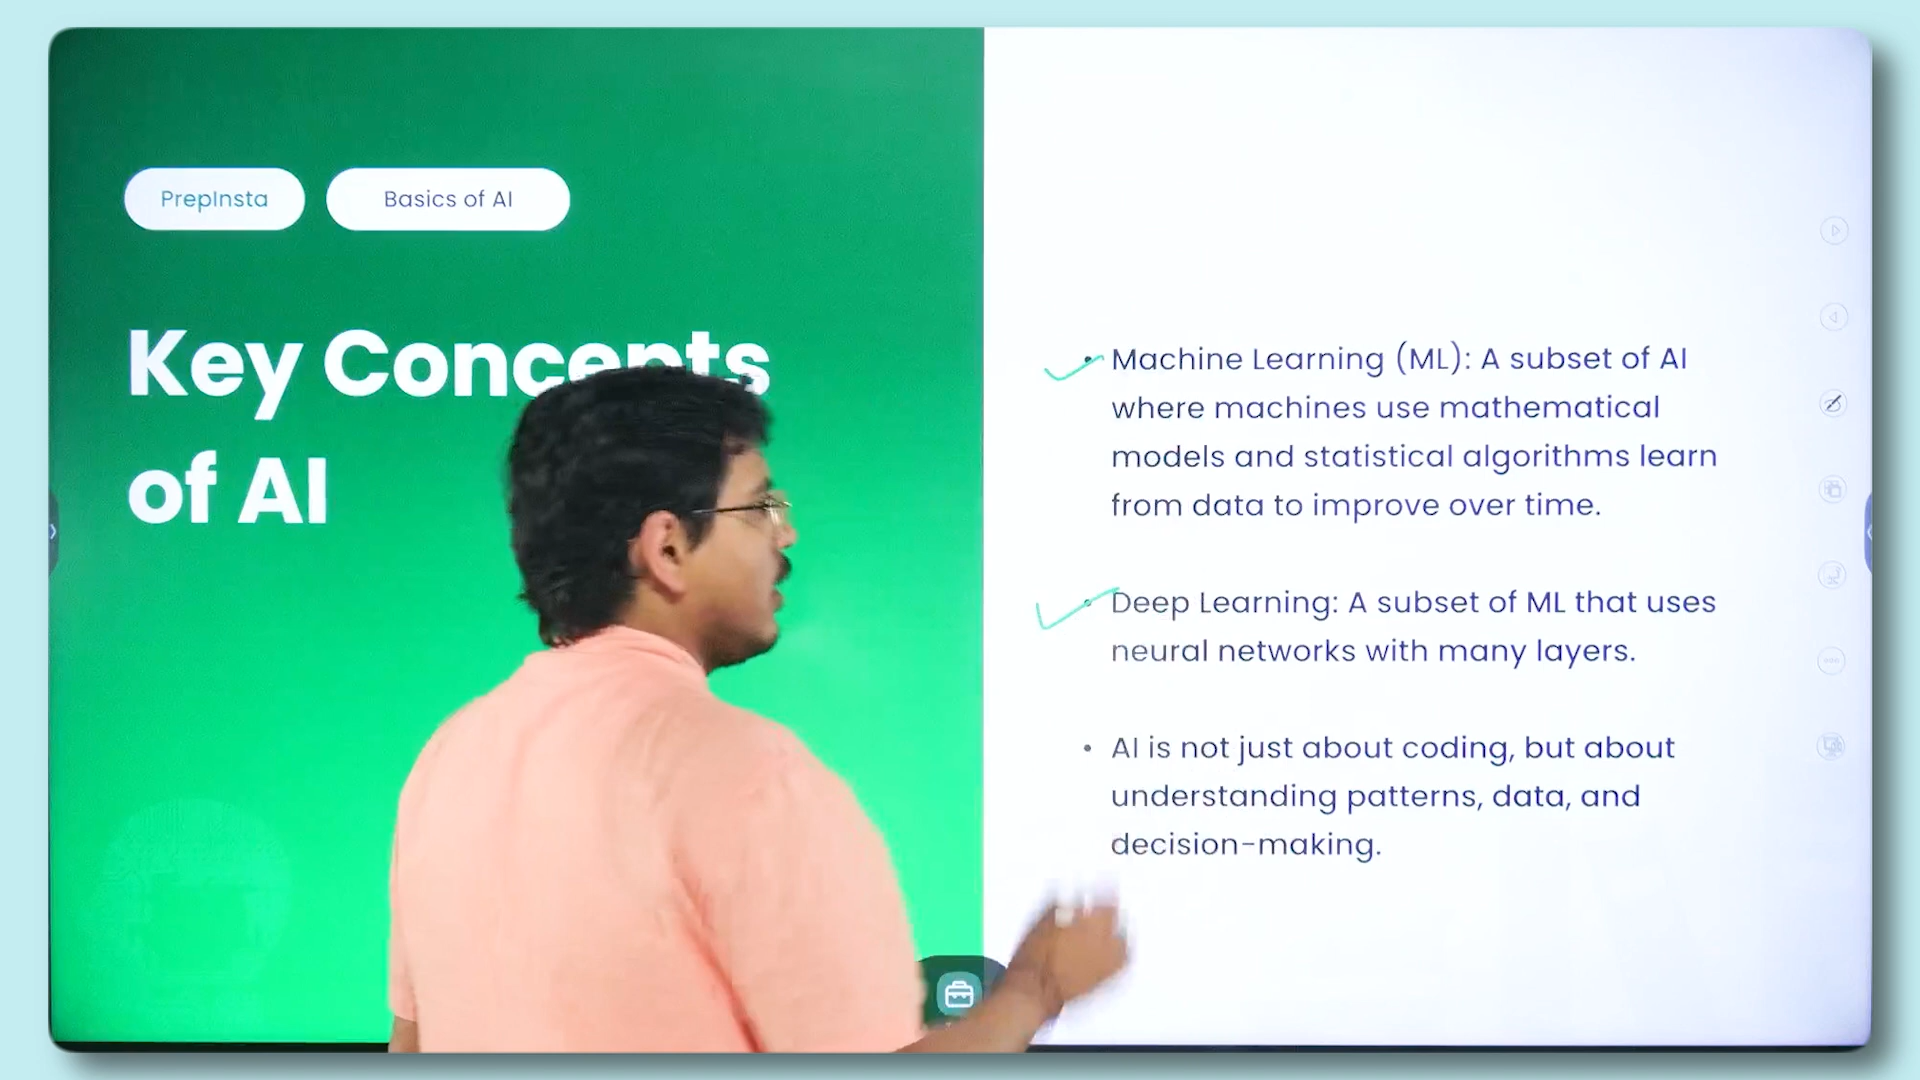 PrepInsta
Basics of AI
Key Concepts
of AI
• Machine Learning (ML): A subset of AI
where machines use mathematical
models and statistical algorithms learn
from data to improve over time.
• Deep Learning: A subset of ML that uses
neural networks with many layers.
• AI is not just about coding, but about
understanding patterns, data, and
decision-making.